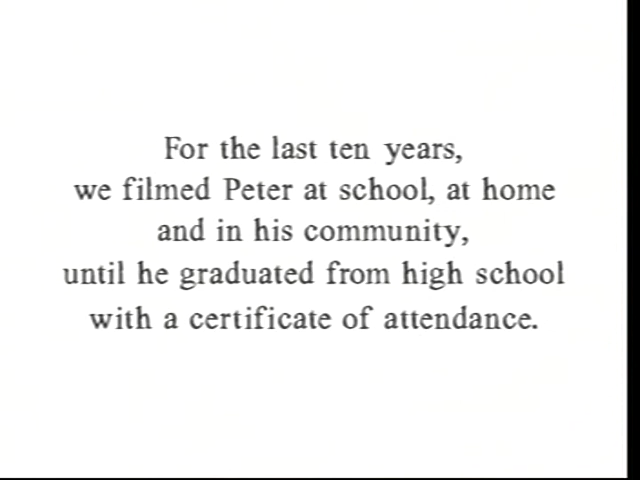 For the last ten years,
we filmed Peter at school, at home
and in his community,
until he graduated from high school
with a certificate of attendance.